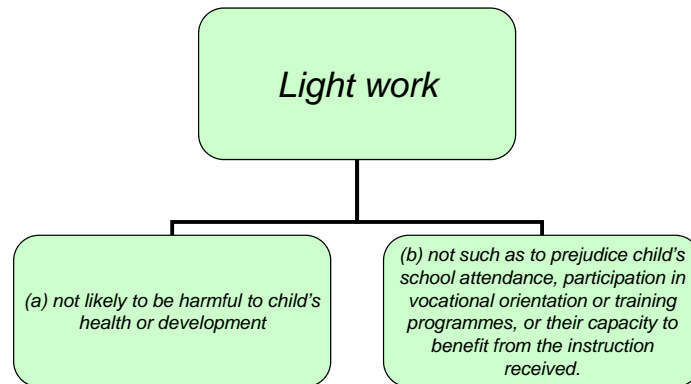 Light work
(a) not likely to be harmful to child's
health or development
(b) not such as to prejudice child's
school attendance, participation in
vocational orientation or training
programmes, or their capacity to
benefit from the instruction
received.